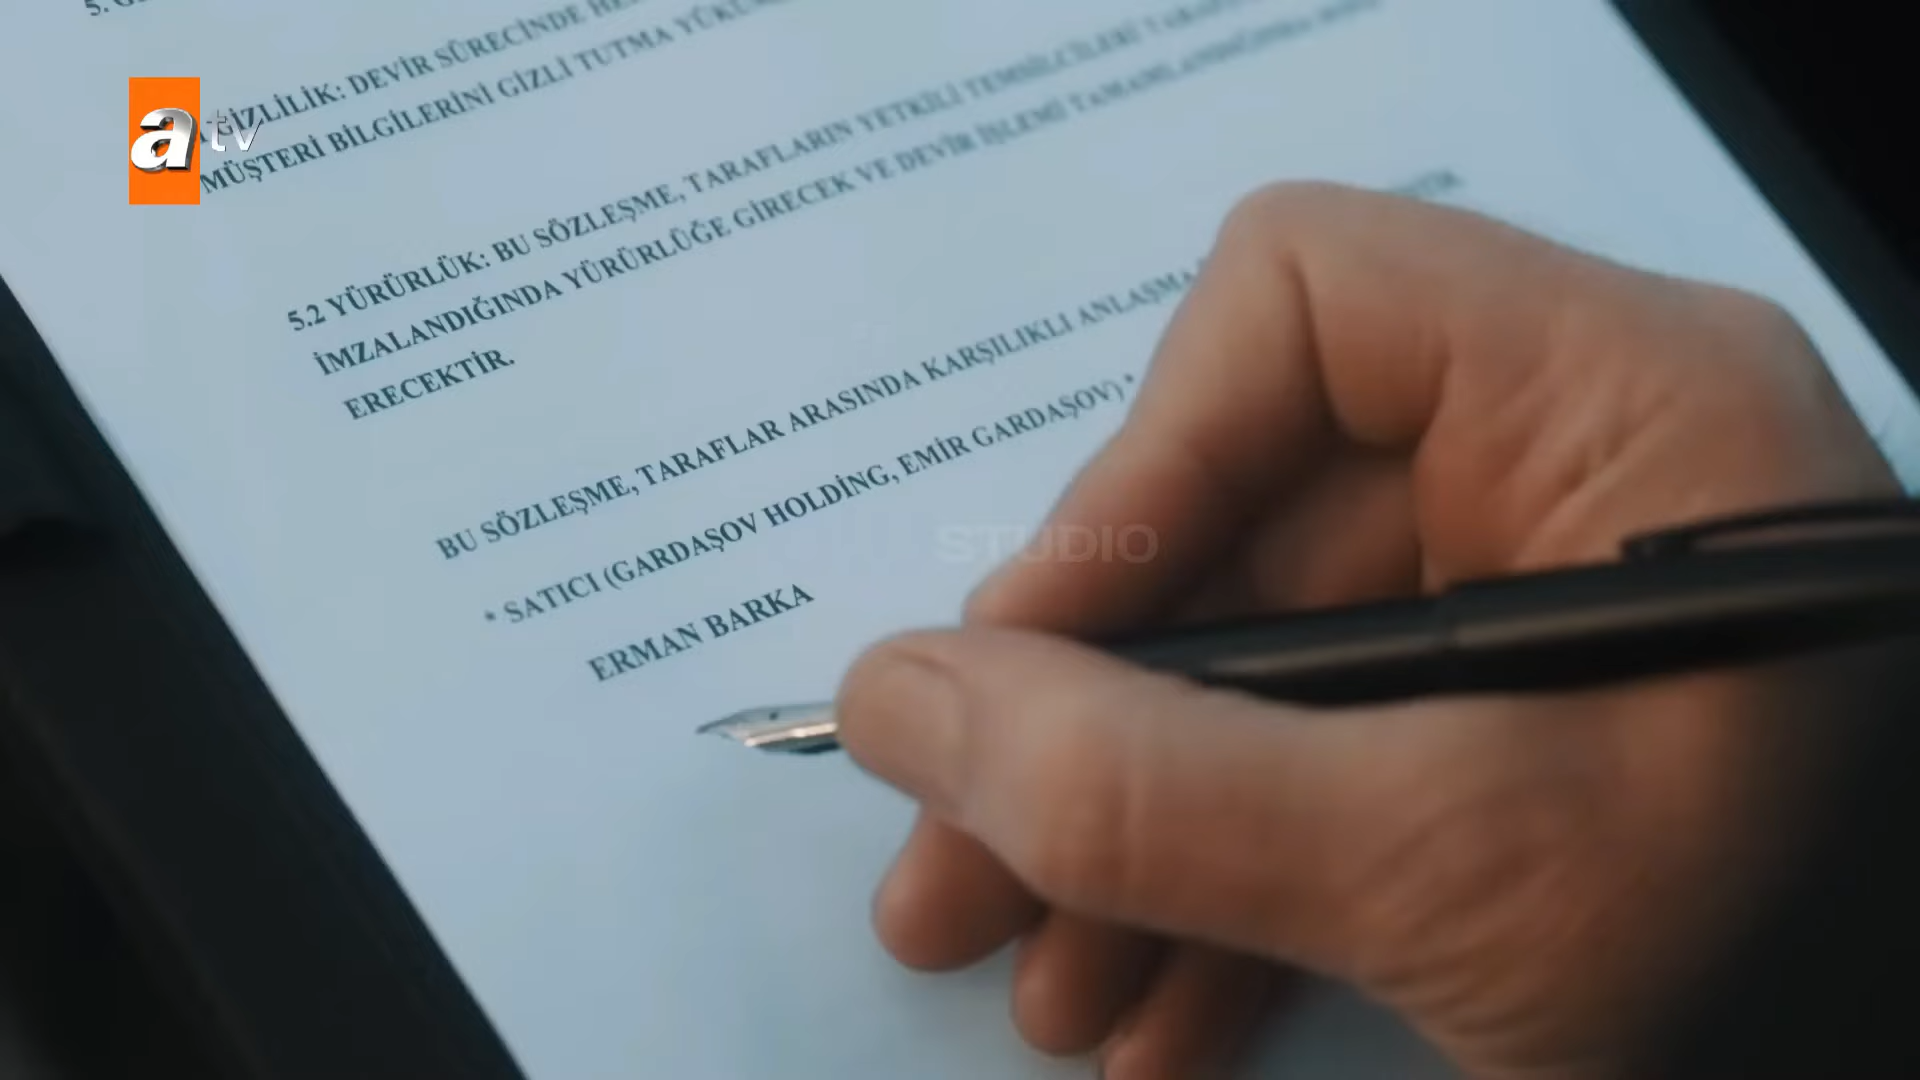 5.
GİZLİLİK: DEVİR SÜRECİNDE
MÜŞTERİ BİLGİLERİNİ GİZLİ TUTMA
5.2 YÜRÜRLÜK: BU SÖZLEŞME, TARAFLARIN YETKİLİ TEMSİLCİLERİ
İMZALANDIĞINDA YÜRÜRLÜĞE GİRECEK VE DEVİR İŞLEMİ TAMAMLANDIĞINDA
ERECEKTİR.
BU SÖZLEŞME, TARAFLAR ARASINDA KARŞILIKLI ANLAŞMA
* SATICI (GARDAŞOV HOLDİNG, EMİR GARDAŞOV) *
ERMAN BARKA
atv
STUDIO